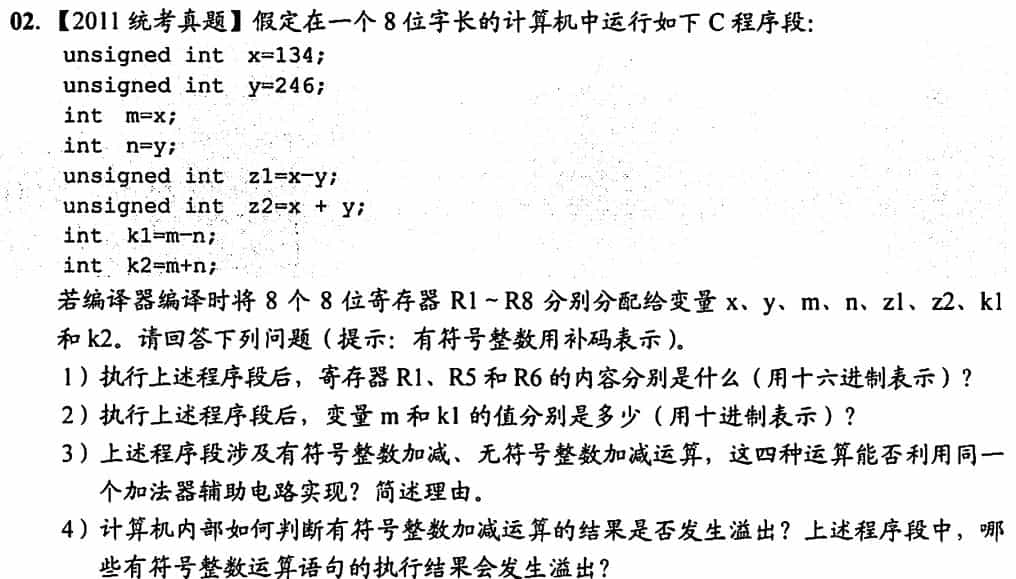 02. 【2011 统考真题】假定在一个 8 位字长的计算机中运行如下 C 程序段:
unsigned int x=134;
unsigned int y=246;
int m=x;
int n=y;
unsigned int z1=x-y;
unsigned int z2=x + y;
int k1=m-n;
int k2=m+n;
若编译器编译时将 8 个 8 位寄存器 R1 ~ R8 分别分配给变量 x、y、m、n、z1、z2、k1
和 k2。请回答下列问题（提示：有符号整数用补码表示）。
1）执行上述程序段后，寄存器 R1、R5 和 R6 的内容分别是什么（用十六进制表示）？
2）执行上述程序段后，变量 m 和 k1 的值分别是多少（用十进制表示）？
3）上述程序段涉及有符号整数加减、无符号整数加减运算，这四种运算能否利用同一
个加法器辅助电路实现？简述理由。
4）计算机内部如何判断有符号整数加减运算的结果是否发生溢出？上述程序段中，哪
些有符号整数运算语句的执行结果会发生溢出？